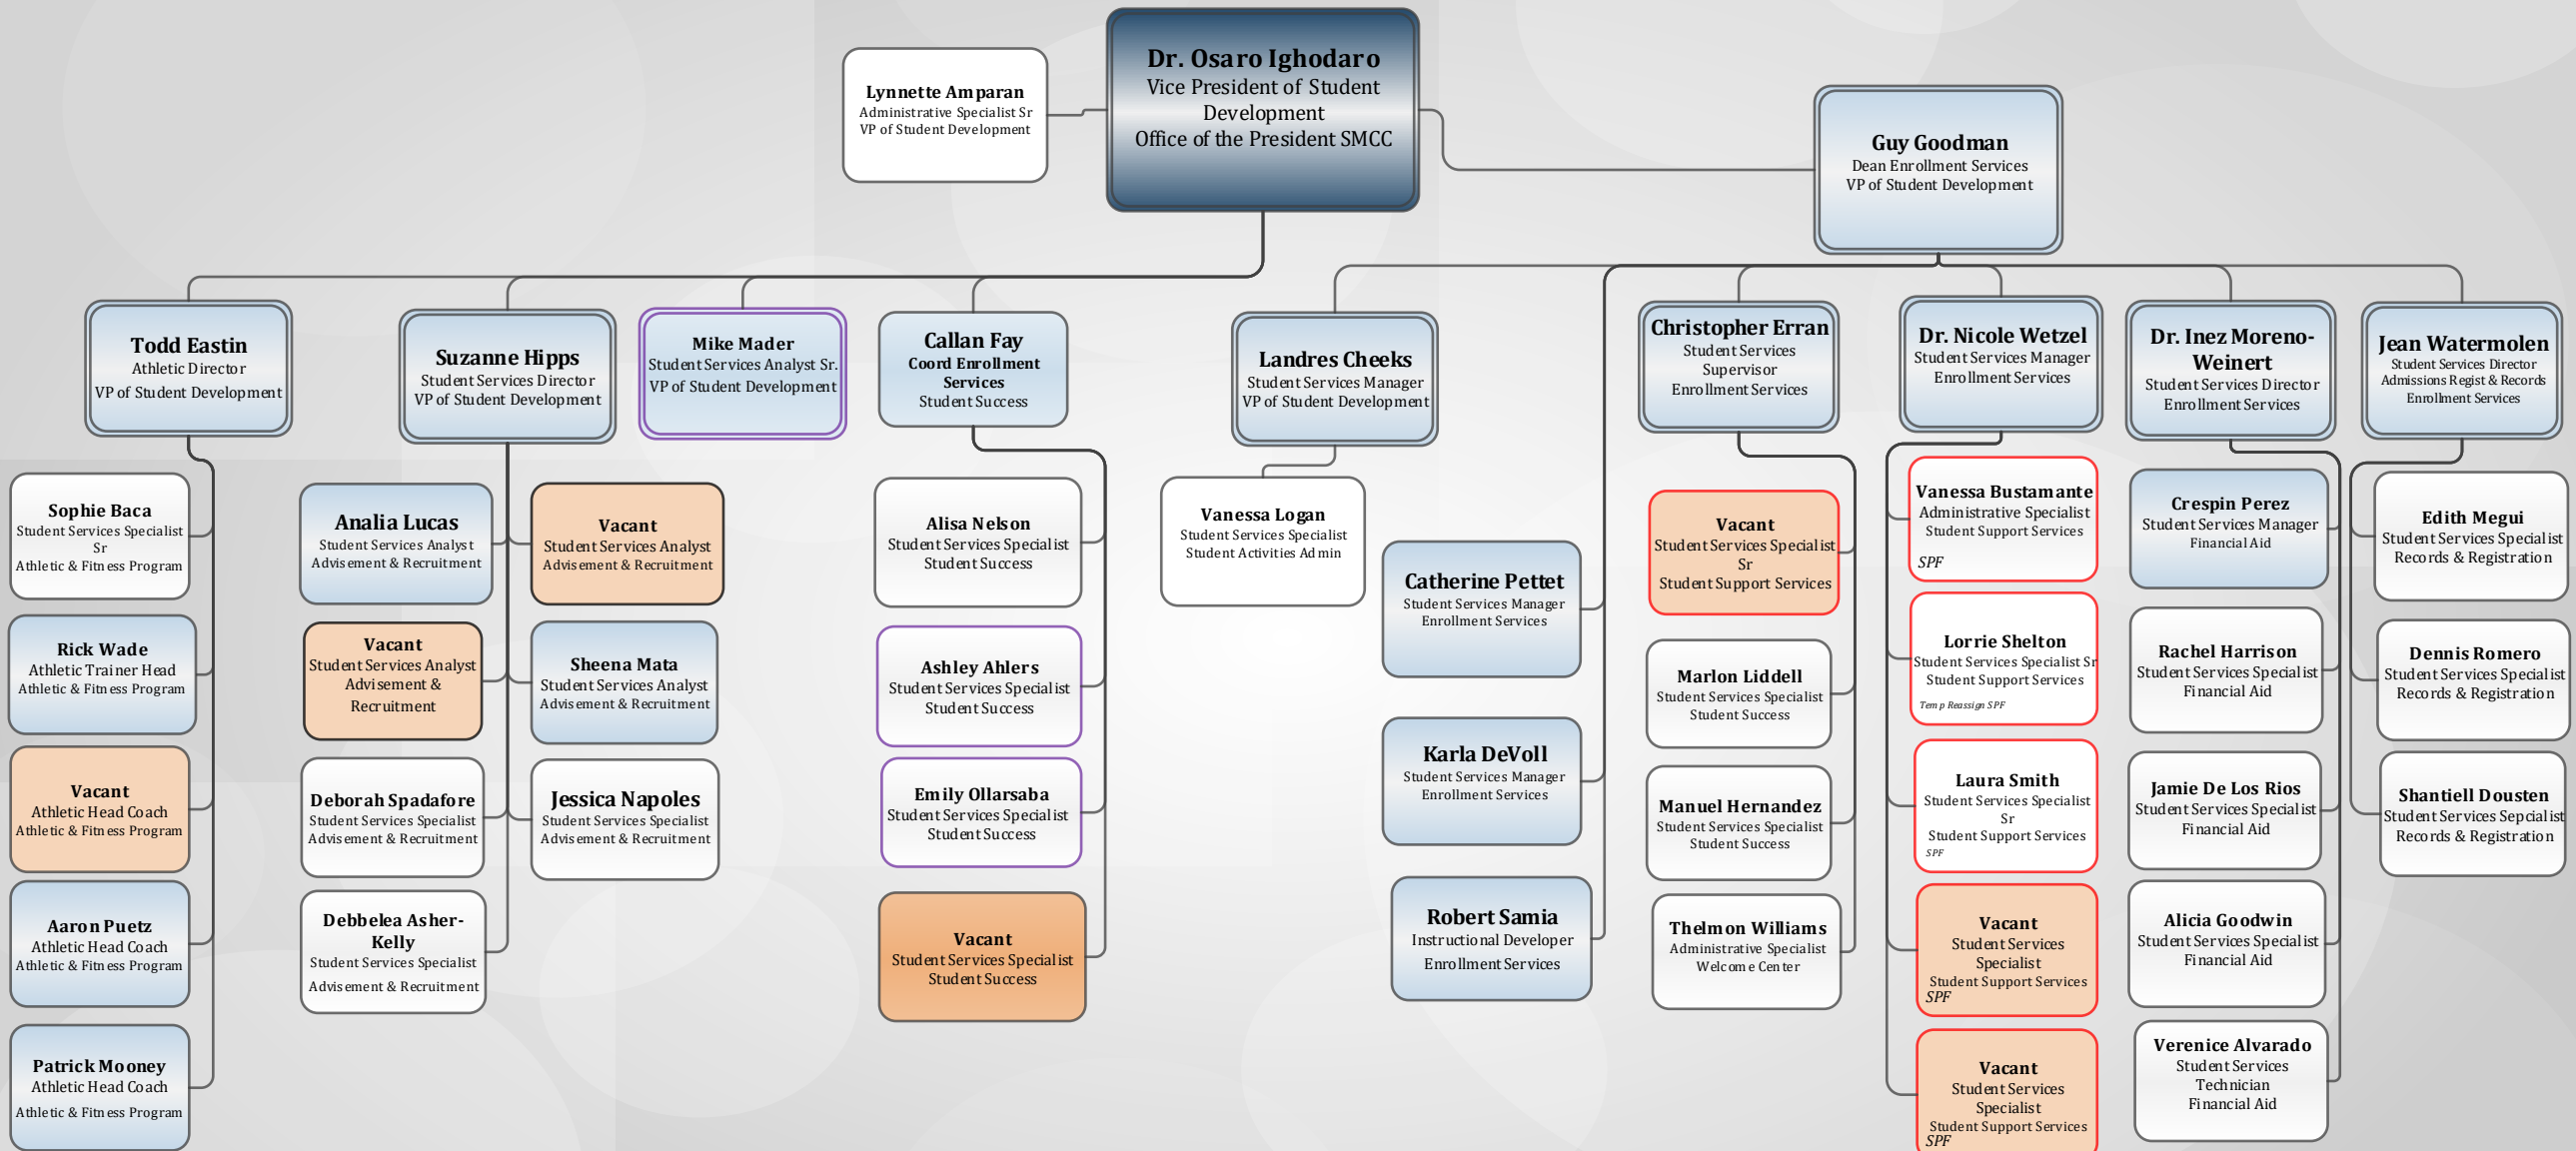 Dr. Osaro Ighodaro
Vice President of Student
Development
Office of the President SMCC
Lynnette Amparan
Administrative Specialist Sr
VP of Student Development
Guy Goodman
Dean Enrollment Services
VP of Student Development
Todd Eastin
Athletic Director
VP of Student Development
Suzanne Hipps
Student Services Director
VP of Student Development
Mike Mader
Student Services Analyst Sr.
VP of Student Development
Callan Fay
Coord Enrollment
Services
Student Success
Landres Cheeks
Student Services Manager
VP of Student Development
Christopher Erran
Student Services
Supervisor
Enrollment Services
Dr. Nicole Wetzel
Student Services Manager
Enrollment Services
Dr. Inez Moreno-
Weinert
Student Services Director
Enrollment Services
Jean Watermolen
Student Services Director
Admissions Regist & Records
Enrollment Services
Sophie Baca
Student Services Specialist
Sr
Athletic & Fitness Program
Rick Wade
Athletic Trainer Head
Athletic & Fitness Program
Vacant
Athletic Head Coach
Athletic & Fitness Program
Aaron Puetz
Athletic Head Coach
Athletic & Fitness Program
Patrick Mooney
Athletic Head Coach
Athletic & Fitness Program
Analia Lucas
Student Services Analyst
Advisement & Recruitment
Vacant
Student Services Analyst
Advisement & Recruitment
Vacant
Student Services Analyst
Advisement &
Recruitment
Sheena Mata
Student Services Analyst
Advisement & Recruitment
Deborah Spadafore
Student Services Specialist
Advisement & Recruitment
Jessica Napoles
Student Services Specialist
Advisement & Recruitment
Debbelea Asher-
Kelly
Student Services Specialist
Advisement & Recruitment
Alisa Nelson
Student Services Specialist
Student Success
Ashley Ahlers
Student Services Specialist
Student Success
Emily Ollarsaba
Student Services Specialist
Student Success
Vacant
Student Services Specialist
Student Success
Vanessa Logan
Student Services Specialist
Student Activities Admin
Catherine Pettet
Student Services Manager
Enrollment Services
Karla DeVoll
Student Services Manager
Enrollment Services
Robert Samia
Instructional Developer
Enrollment Services
Vacant
Student Services Specialist
Sr
Student Support Services
Marlon Liddell
Student Services Specialist
Student Success
Manuel Hernandez
Student Services Specialist
Student Success
Thelmon Williams
Administrative Specialist
Welcome Center
Vanessa Bustamante
Administrative Specialist
Student Support Services
SPF
Lorrie Shelton
Student Services Specialist Sr
Student Support Services
Temp Reassign SPF
Laura Smith
Student Services Specialist
Sr
Student Support Services
SPF
Vacant
Student Services
Specialist
Student Support Services
SPF
Vacant
Student Services
Specialist
Student Support Services
SPF
Crespin Perez
Student Services Manager
Financial Aid
Rachel Harrison
Student Services Specialist
Financial Aid
Jamie De Los Rios
Student Services Specialist
Financial Aid
Alicia Goodwin
Student Services Specialist
Financial Aid
Verenice Alvarado
Student Services
Technician
Financial Aid
Edith Megui
Student Services Specialist
Records & Registration
Dennis Romero
Student Services Specialist
Records & Registration
Shantiell Dousten
Student Services Sepcialist
Records & Registration